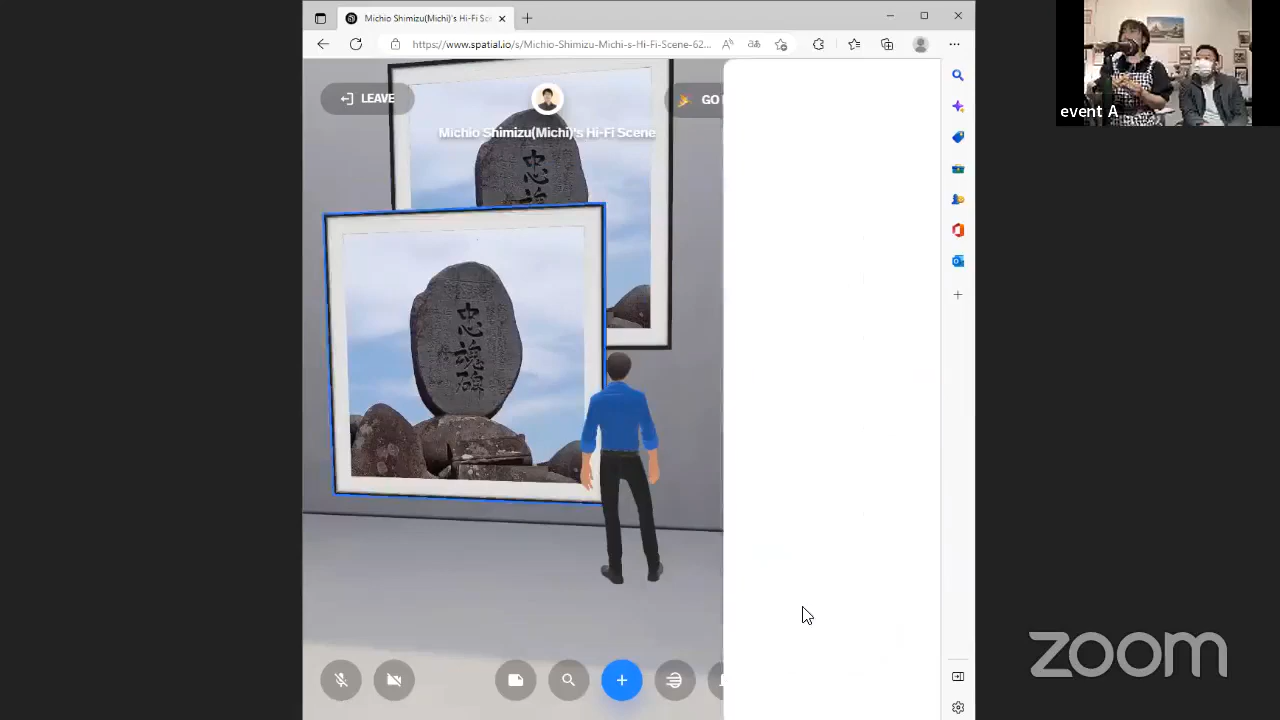 Michio Shimizu(Michi)'s Hi-Fi Sce
https://www.spatial.io/s/Michio-Shimizu-Michi-s-Hi-Fi-Scene-62...
LEAVE
GO
Michio Shimizu(Michi)'s Hi-Fi Scene
忠魂
忠魂碑
event A
ZOOM